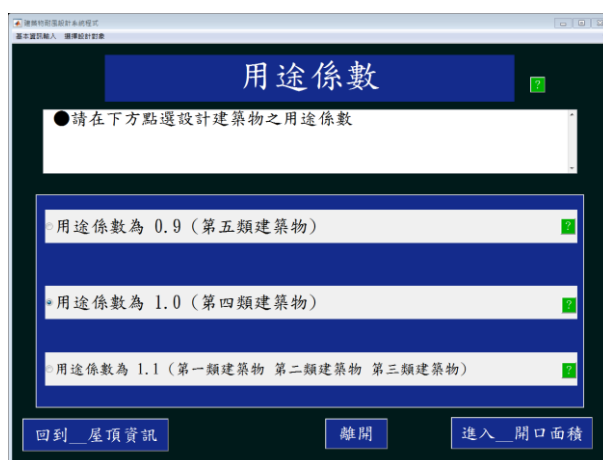 建築物耐風設計系統程式
基本資訊輸入 選擇設計對象
用途係數
?
●請在下方點選設計建築物之用途係數
用途係數為 0.9 (第五類建築物)
?
用途係數為 1.0 (第四類建築物)
?
用途係數為 1.1 (第一類建築物 第二類建築物 第三類建築物)
?
回到__屋頂資訊 離開 進入__開口面積